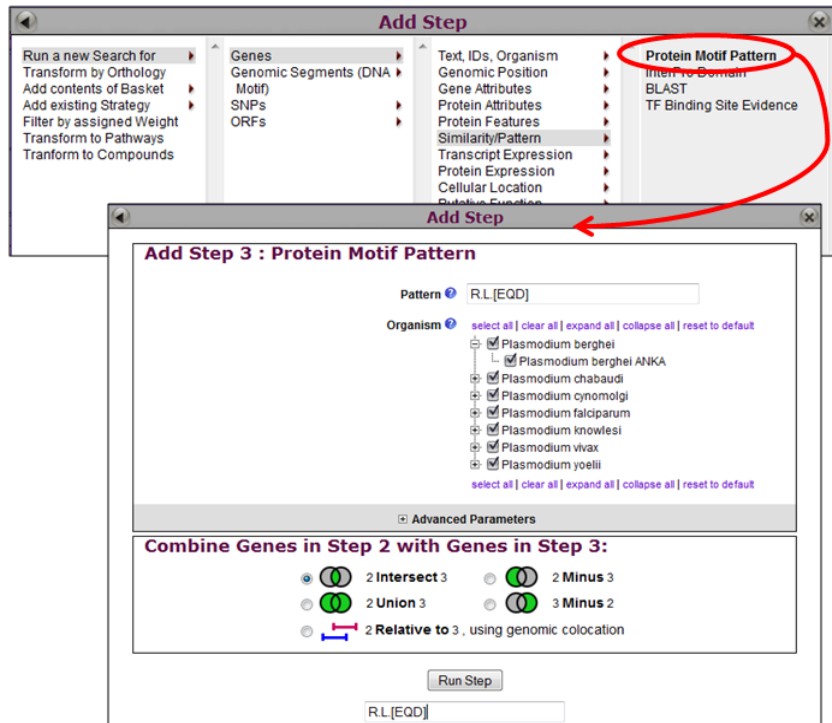 Add Step
Run a new Search for
Transform by Orthology
Add contents of Basket
Add existing Strategy
Filter by assigned Weight
Transform to Pathways
Tranform to Compounds
Genes
Genomic Segments (DNA
Motif)
SNPs
ORFs
Text, IDs, Organism
Genomic Position
Gene Attributes
Protein Attributes
Protein Features
Similarity/Pattern
Transcript Expression
Protein Expression
Cellular Location
Putative Function
Protein Motif Pattern
InterPro Domain
BLAST
TF Binding Site Evidence
Add Step
Add Step 3 : Protein Motif Pattern
Pattern ? R.L.[EQD]
Organism ? select all | clear all | expand all | collapse all | reset to default
Plasmodium berghei
Plasmodium berghei ANKA
Plasmodium chabaudi
Plasmodium cynomolgi
Plasmodium falciparum
Plasmodium knowlesi
Plasmodium vivax
Plasmodium yoelii
select all | clear all | expand all | collapse all | reset to default
Advanced Parameters
Combine Genes in Step 2 with Genes in Step 3:
2 Intersect 3 2 Minus 3
2 Union 3 3 Minus 2
2 Relative to 3 , using genomic colocation
Run Step
R.L.[EQD]